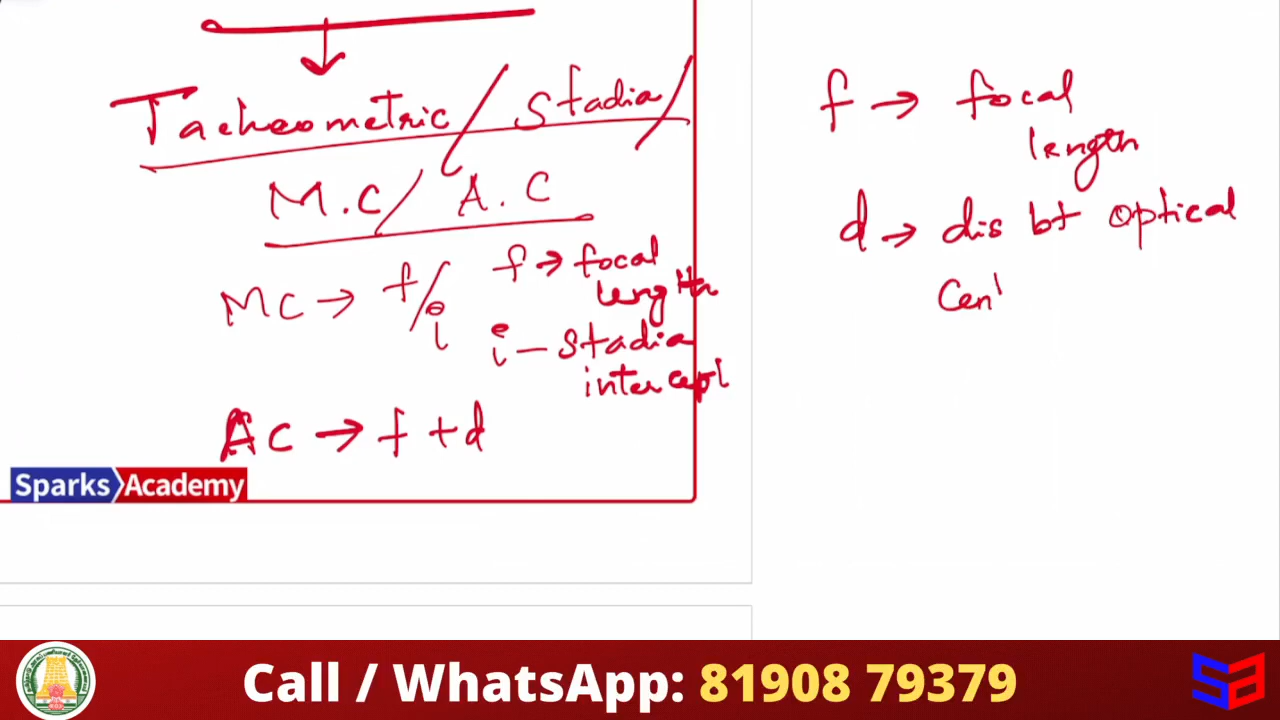 Tacheometric / Stadia /
M.C / A.C
MC → f/i
f → focal
length
i – Stadia
intercept
AC → f + d
Sparks Academy
f → focal
length
d → dis bt optical
Cen
Call / WhatsApp: 81908 79379
SA